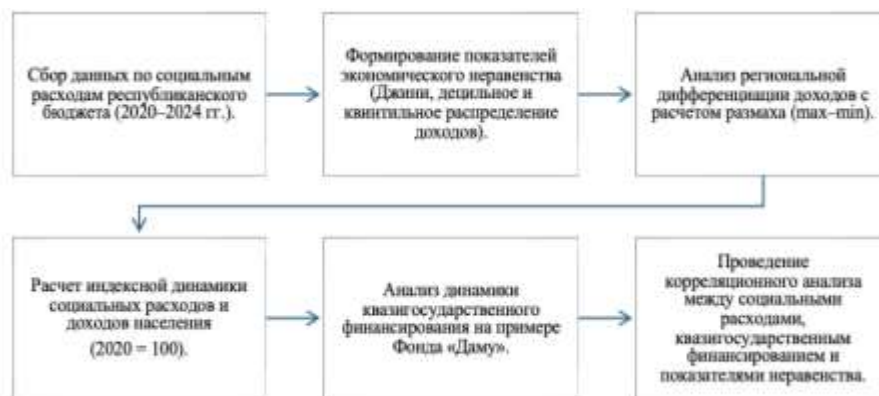 Сбор данных по социальным
расходам республиканского
бюджета (2020–2024 гг.).
Формирование показателей
экономического неравенства
(Джини, децильное и
квинтильное распределение
доходов).
Анализ региональной
дифференциации доходов с
расчетом размаха (max–min).
Расчет индексной динамики
социальных расходов и
доходов населения
(2020 = 100).
Анализ динамики
квазигосударственного
финансирования на примере
Фонда «Даму».
Проведение
корреляционного анализа
между социальными
расходами,
квазигосударственным
финансированием и
показателями неравенства.